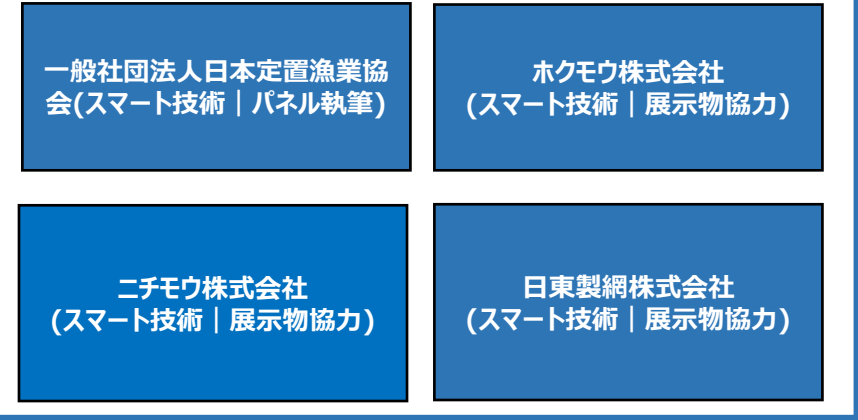 一般社団法人日本定置漁業協
会(スマート技術｜パネル執筆)
ホクモウ株式会社
(スマート技術｜展示物協力)
ニチモウ株式会社
(スマート技術｜展示物協力)
日東製網株式会社
(スマート技術｜展示物協力)